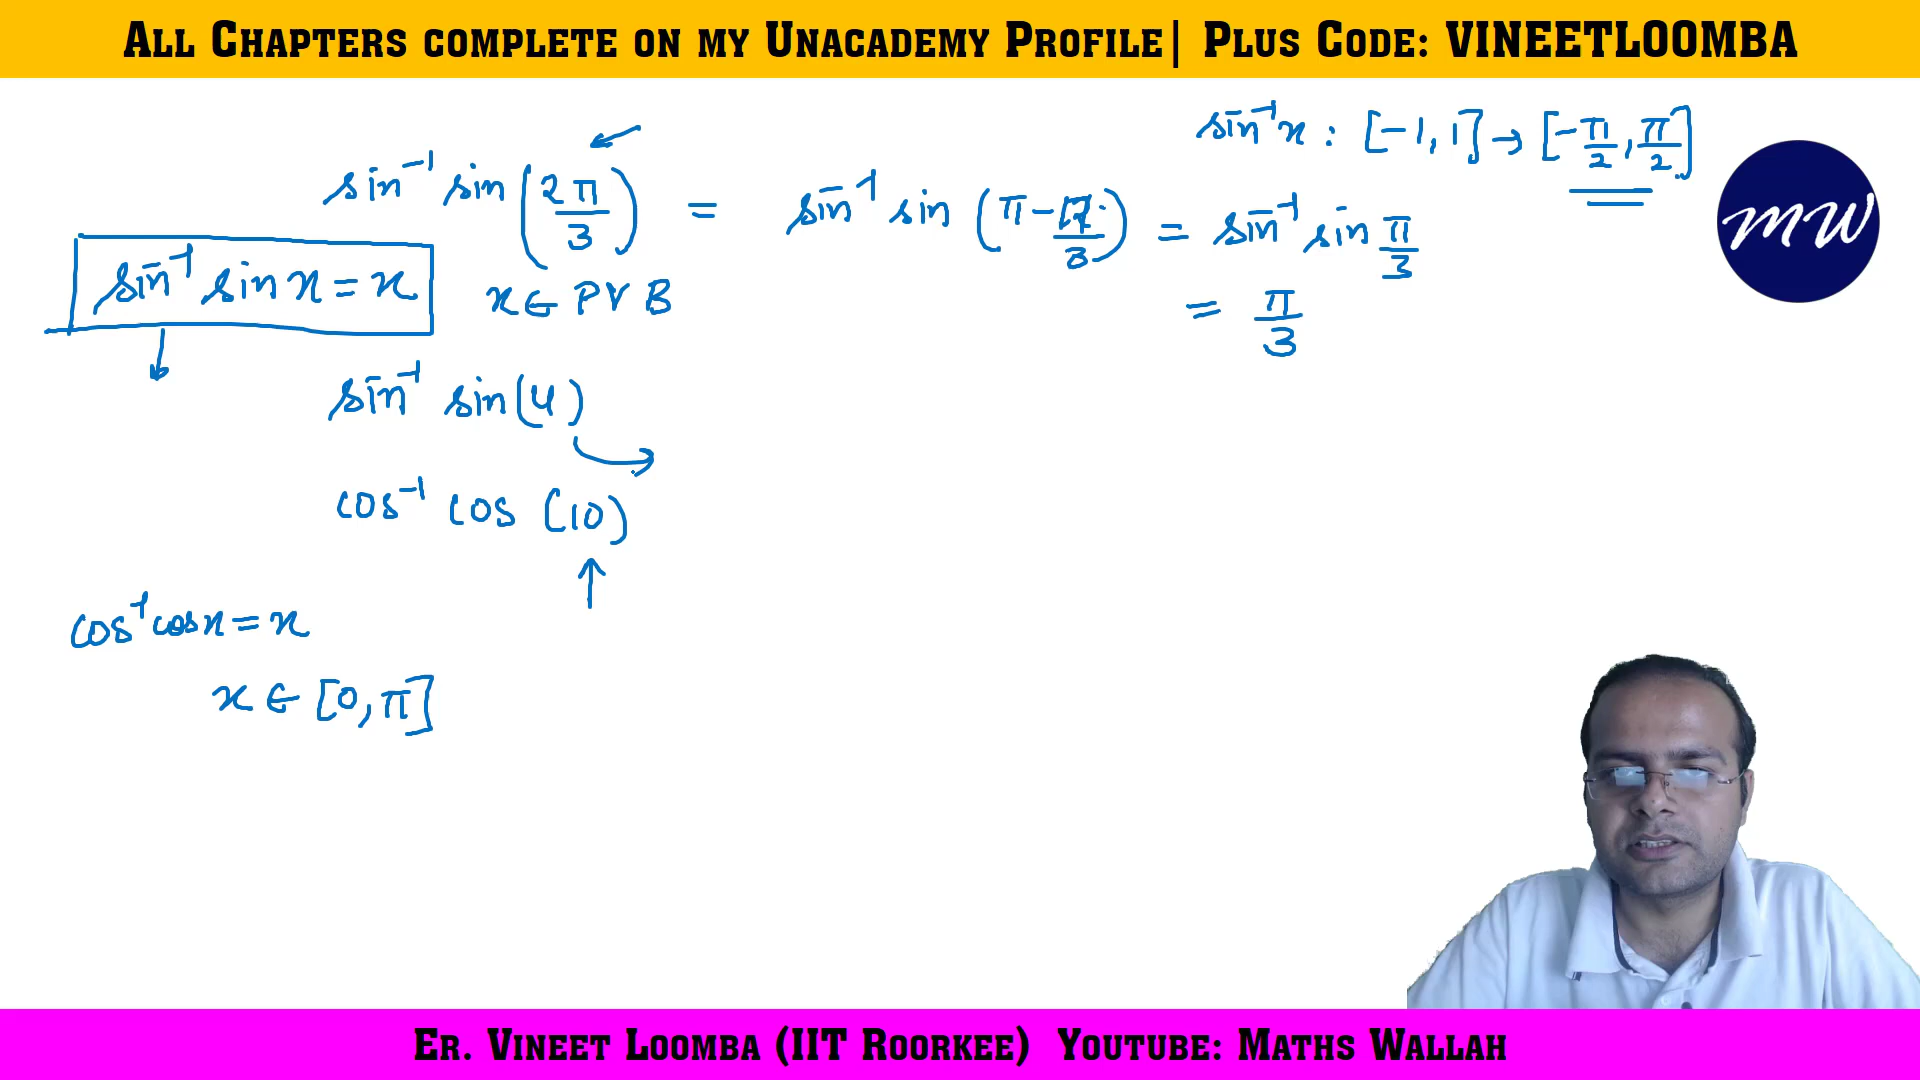 ALL CHAPTERS COMPLETE ON MY UNACADEMY PROFILE| PLUS CODE: VINEETLOOMBA
sin⁻¹x : [-1, 1] → [-π/2, π/2]
MW
sin⁻¹ sin (2π/3) = sin⁻¹ sin (π - π/3) = sin⁻¹ sin π/3
sin⁻¹ sin x = x x ∈ P V B
= π/3
sin⁻¹ sin(4)
cos⁻¹ cos (10)
cos⁻¹ cos x = x
x ∈ [0, π]
ER. VINEET LOOMBA (IIT ROORKEE) YOUTUBE: MATHS WALLAH